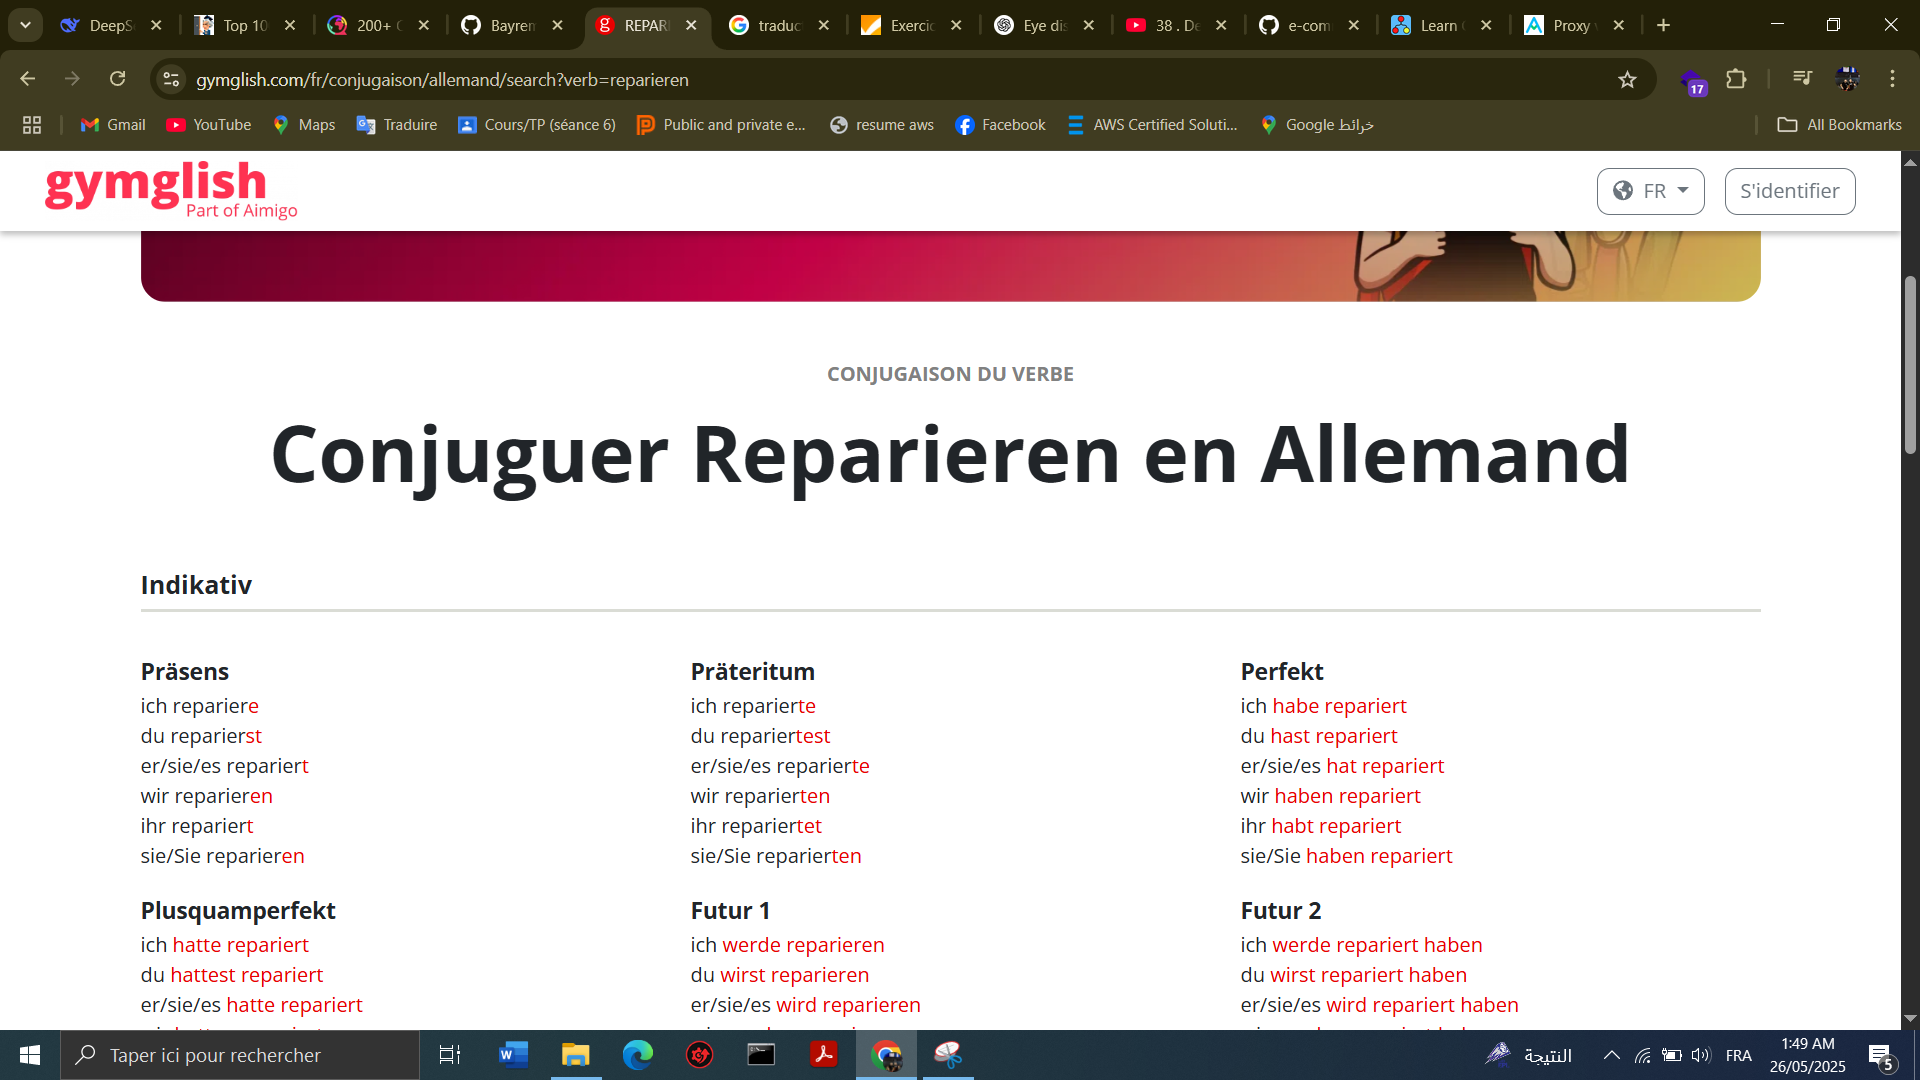 DeepS
Top 10
200+ C
Bayrem
REPARI
traduc
Exercic
Eye dis
38 . De
e-com
Learn
Proxy
gymglish.com/fr/conjugaison/allemand/search?verb=reparieren
17
Gmail
YouTube
Maps
Traduire
Cours/TP (séance 6)
Public and private e...
resume aws
Facebook
AWS Certified Soluti...
خرائط Google
All Bookmarks
gymglish
Part of Aimigo
FR
S'identifier
CONJUGAISON DU VERBE
Conjuguer Reparieren en Allemand
Indikativ
Präsens
ich repariere
du reparierst
er/sie/es repariert
wir reparieren
ihr repariert
sie/Sie reparieren
Präteritum
ich reparierte
du repariertest
er/sie/es reparierte
wir reparierten
ihr repariertet
sie/Sie reparierten
Perfekt
ich habe repariert
du hast repariert
er/sie/es hat repariert
wir haben repariert
ihr habt repariert
sie/Sie haben repariert
Plusquamperfekt
ich hatte repariert
du hattest repariert
er/sie/es hatte repariert
Futur 1
ich werde reparieren
du wirst reparieren
er/sie/es wird reparieren
Futur 2
ich werde repariert haben
du wirst repariert haben
er/sie/es wird repariert haben
Taper ici pour rechercher
النتيجة
FRA
1:49 AM
26/05/2025
5